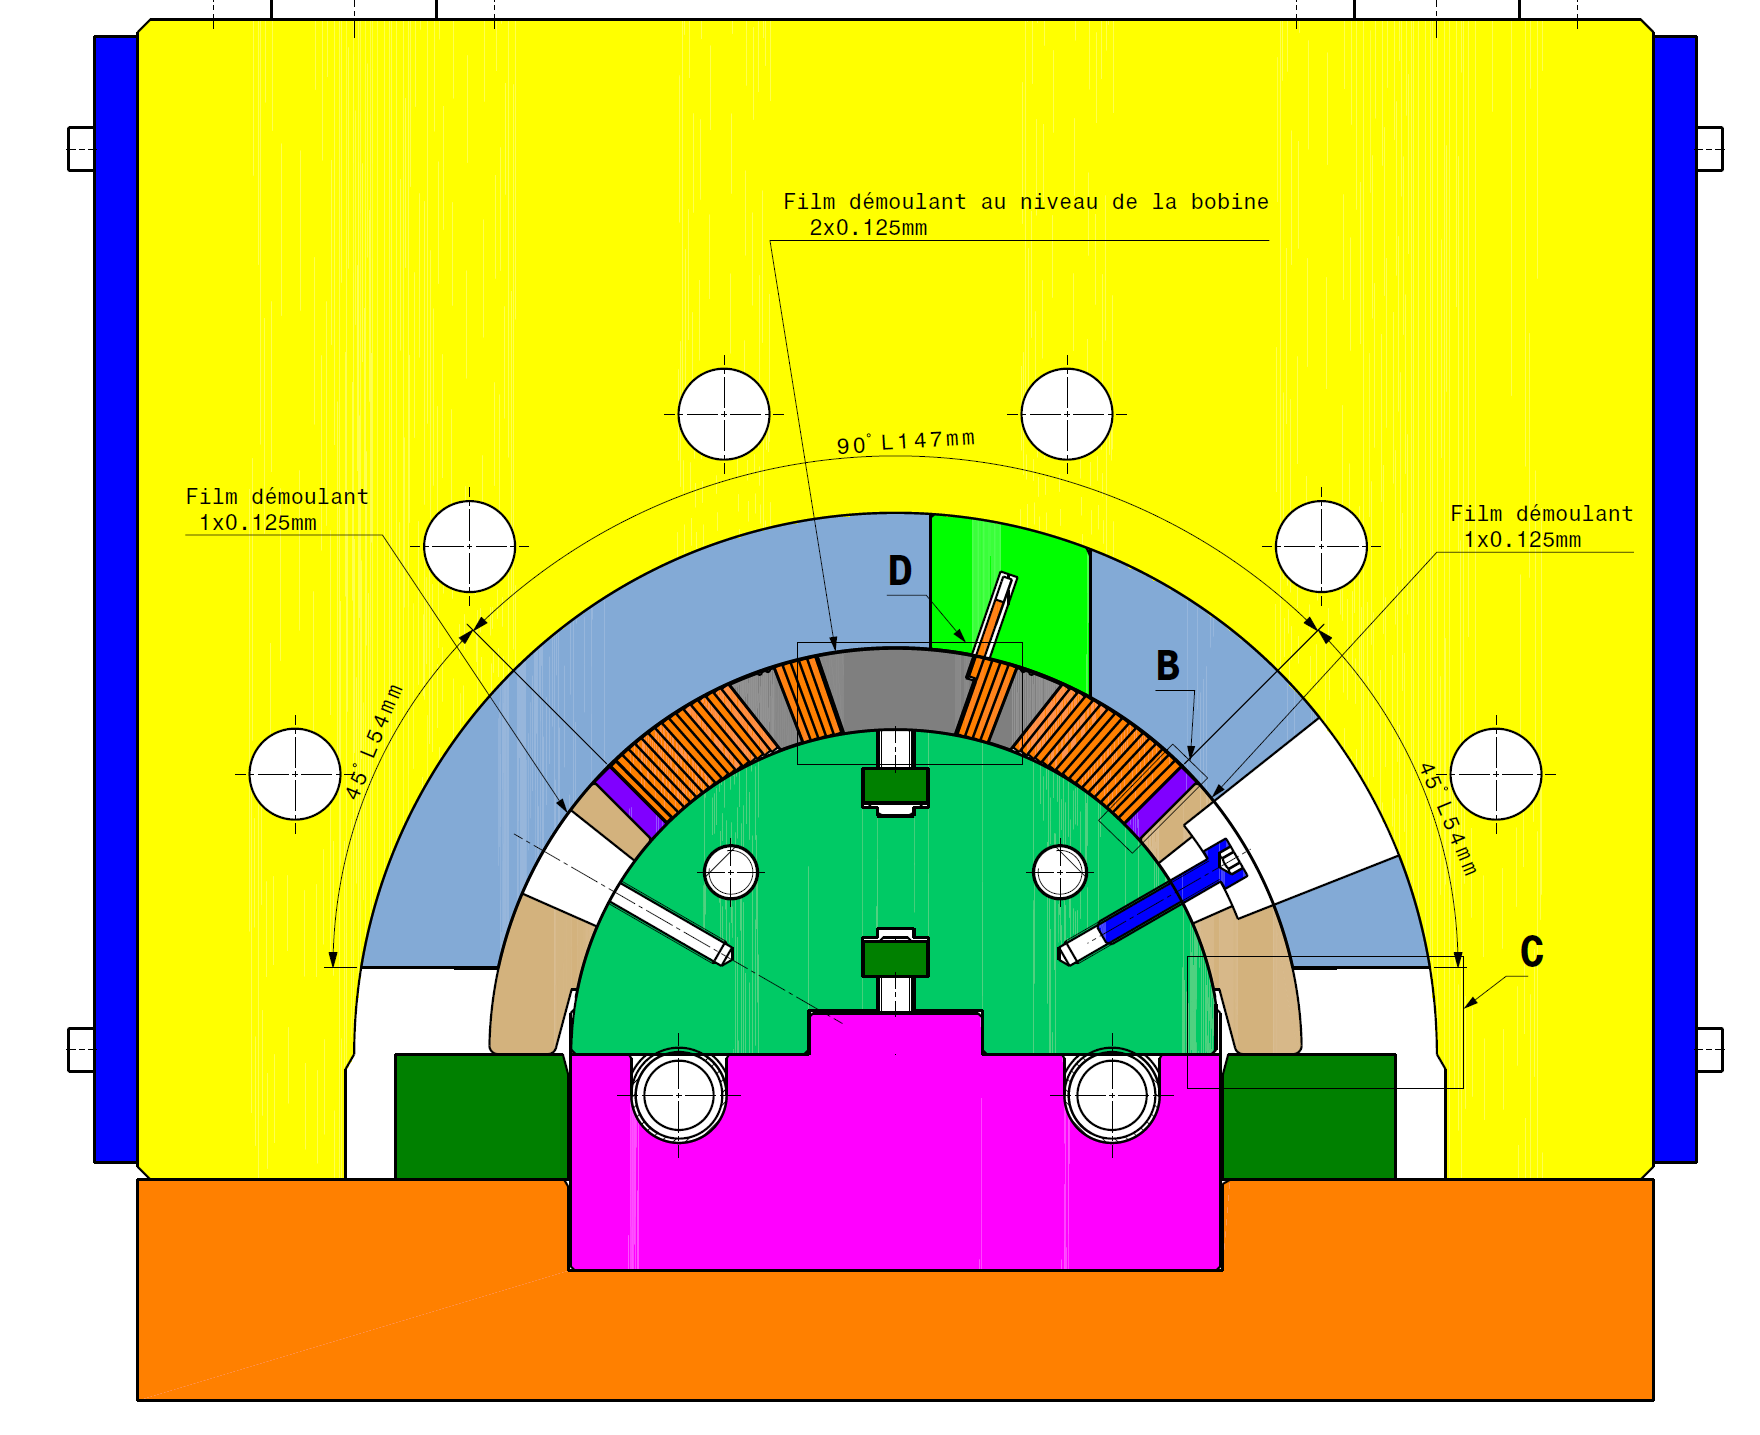 Film démoulant au niveau de la bobine
2x0.125mm
90° L147mm
Film démoulant
1x0.125mm
Film démoulant
1x0.125mm
D
B
45° L54mm
45° L54mm
C